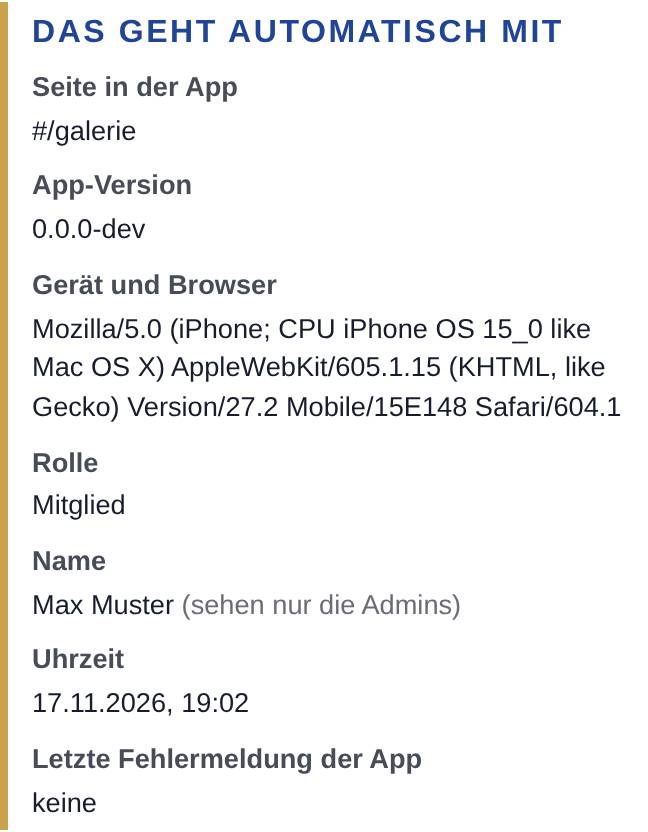 DAS GEHT AUTOMATISCH MIT
Seite in der App
#/galerie
App-Version
0.0.0-dev
Gerät und Browser
Mozilla/5.0 (iPhone; CPU iPhone OS 15_0 like
Mac OS X) AppleWebKit/605.1.15 (KHTML, like
Gecko) Version/27.2 Mobile/15E148 Safari/604.1
Rolle
Mitglied
Name
Max Muster (sehen nur die Admins)
Uhrzeit
17.11.2026, 19:02
Letzte Fehlermeldung der App
keine